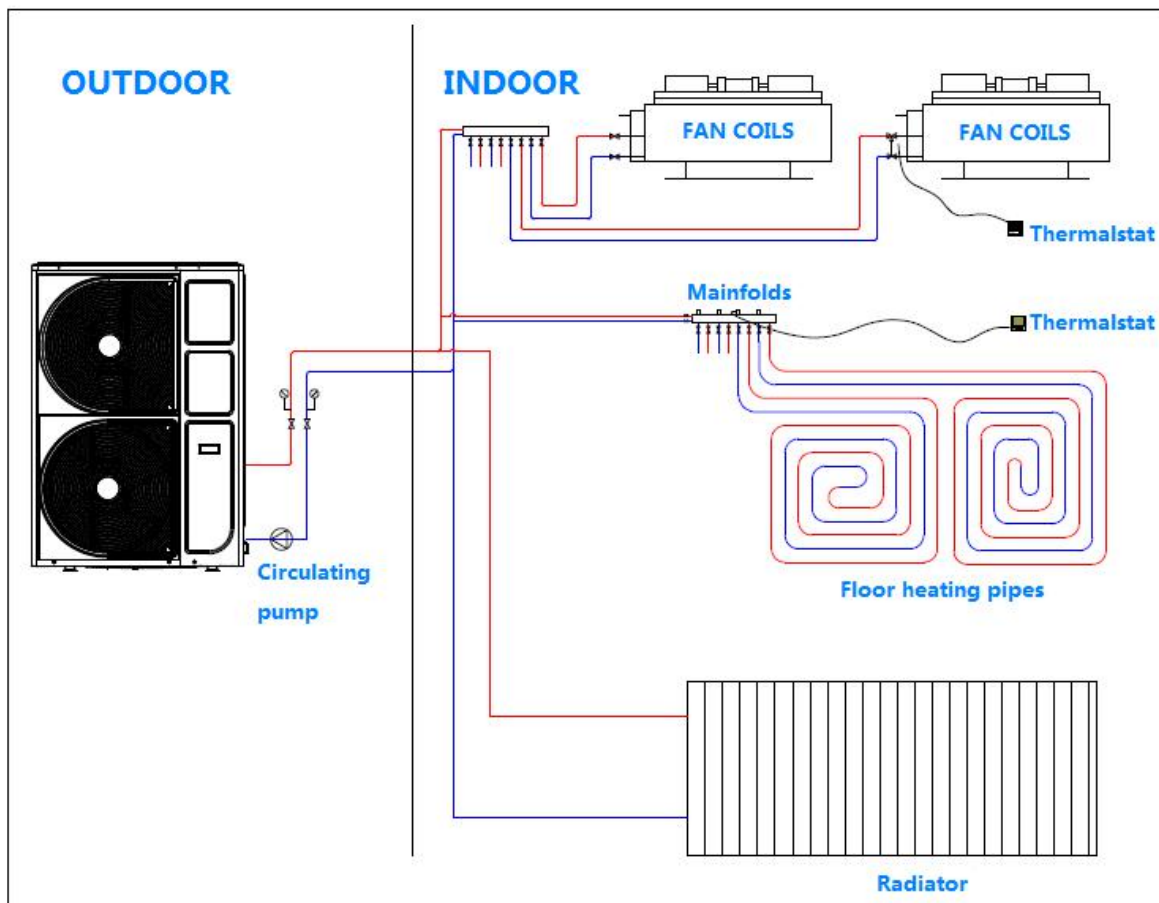 OUTDOOR
INDOOR
FAN COILS
FAN COILS
Thermalstat
Mainfolds
Thermalstat
Circulating
pump
Floor heating pipes
Radiator